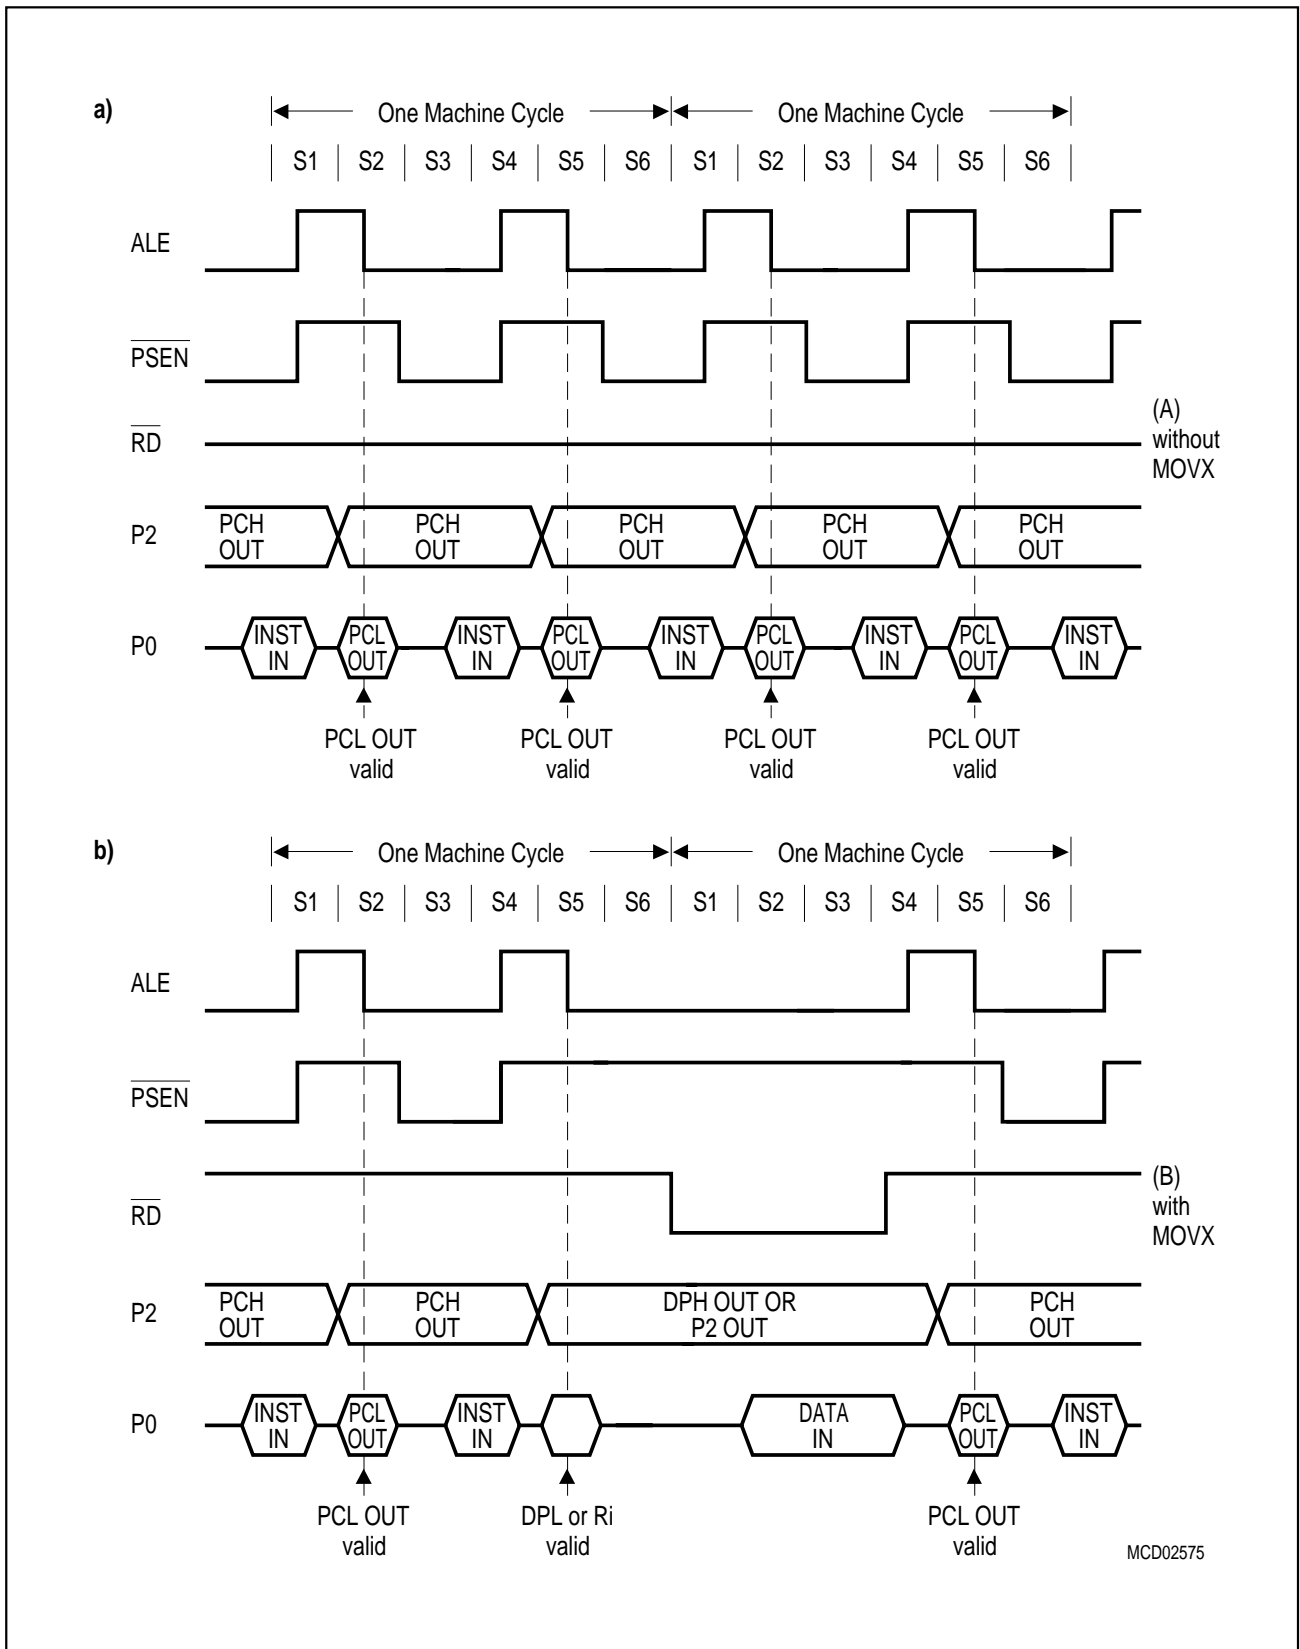 a)
One Machine Cycle One Machine Cycle
S1 S2 S3 S4 S5 S6 S1 S2 S3 S4 S5 S6
ALE
PSEN
RD
(A)
without
MOVX
P2
PCH OUT PCH OUT PCH OUT PCH OUT PCH OUT
P0
INST IN PCL OUT INST IN PCL OUT INST IN PCL OUT INST IN PCL OUT INST IN
PCL OUT valid PCL OUT valid PCL OUT valid PCL OUT valid
b)
One Machine Cycle One Machine Cycle
S1 S2 S3 S4 S5 S6 S1 S2 S3 S4 S5 S6
ALE
PSEN
RD
(B)
with
MOVX
P2
PCH OUT PCH OUT DPH OUT OR P2 OUT PCH OUT
P0
INST IN PCL OUT INST IN DATA IN PCL OUT INST IN
PCL OUT valid DPL or Ri valid PCL OUT valid
MCD02575